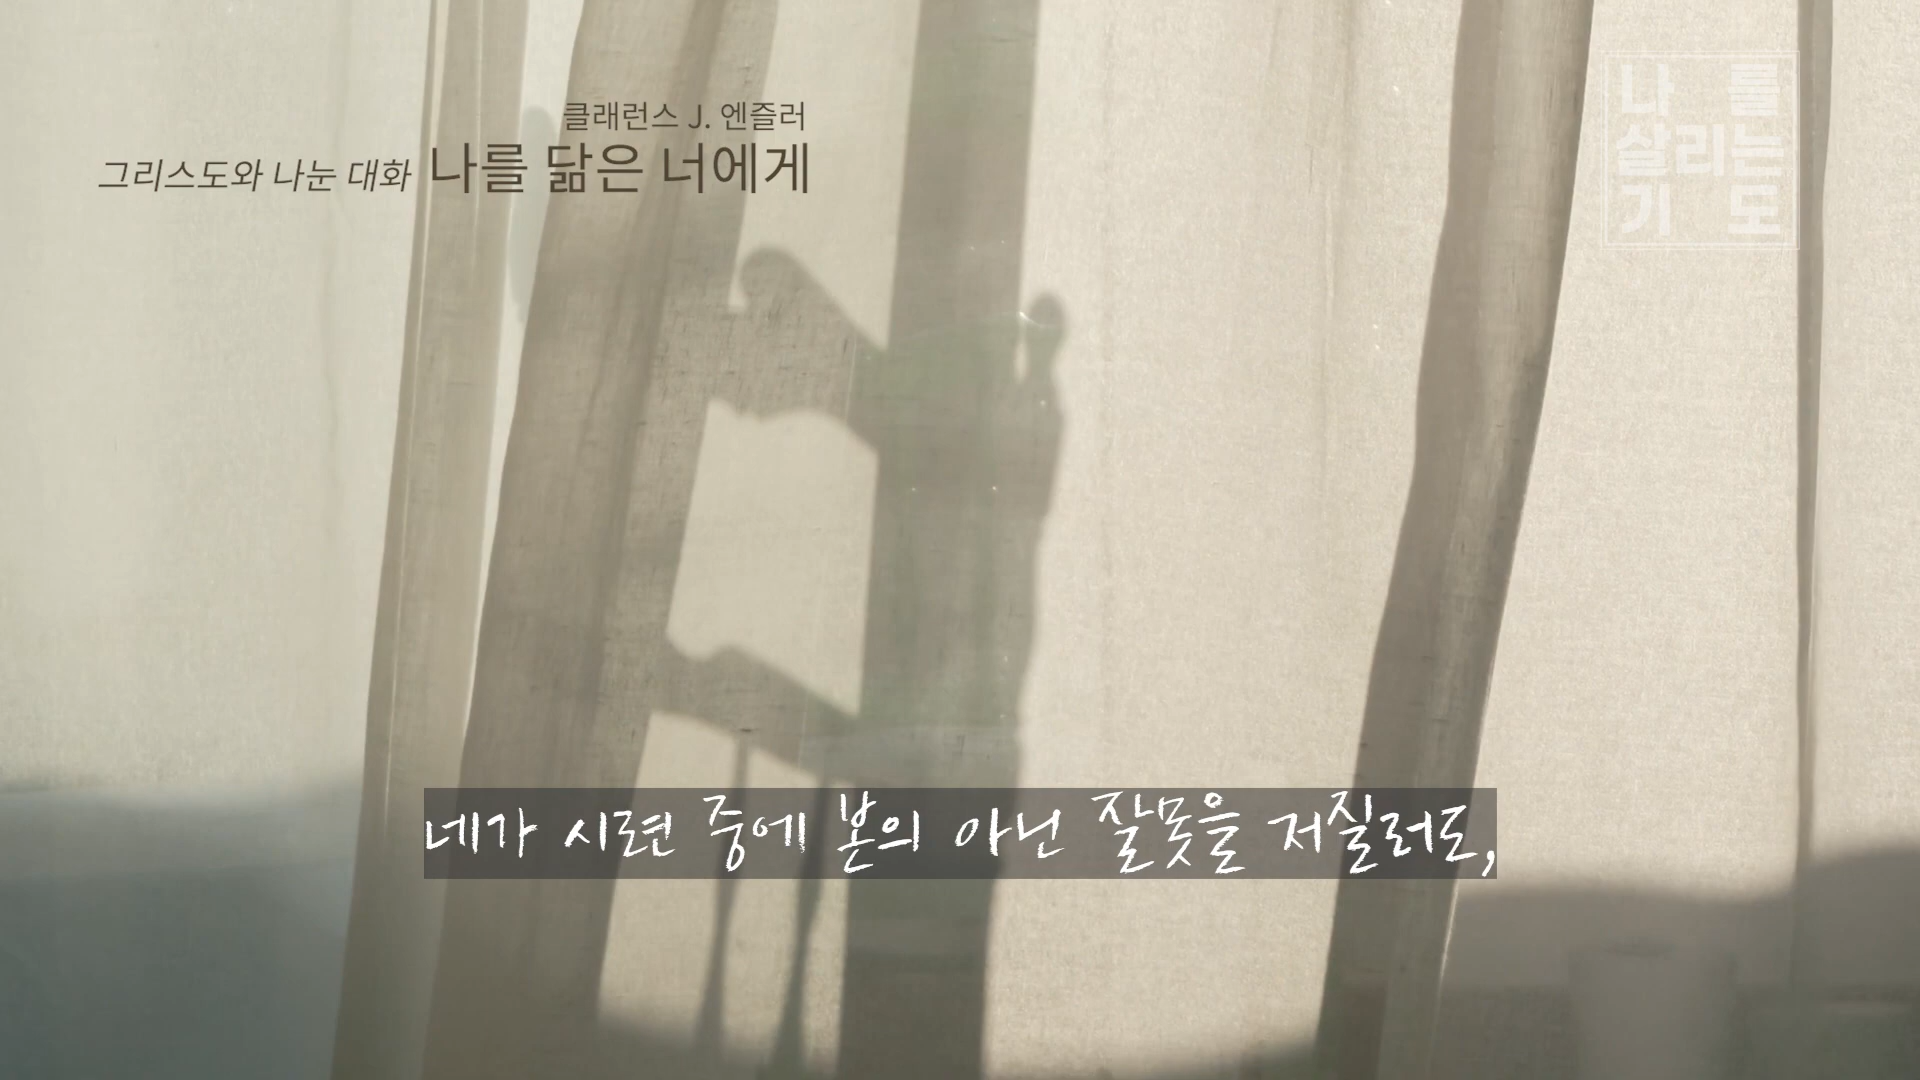 클래런스 J. 엔즐러
그리스도와 나눈 대화 나를 닮은 너에게
나를
살리는
기도
네가 시련 중에 본의 아닌 잘못을 저질러도,